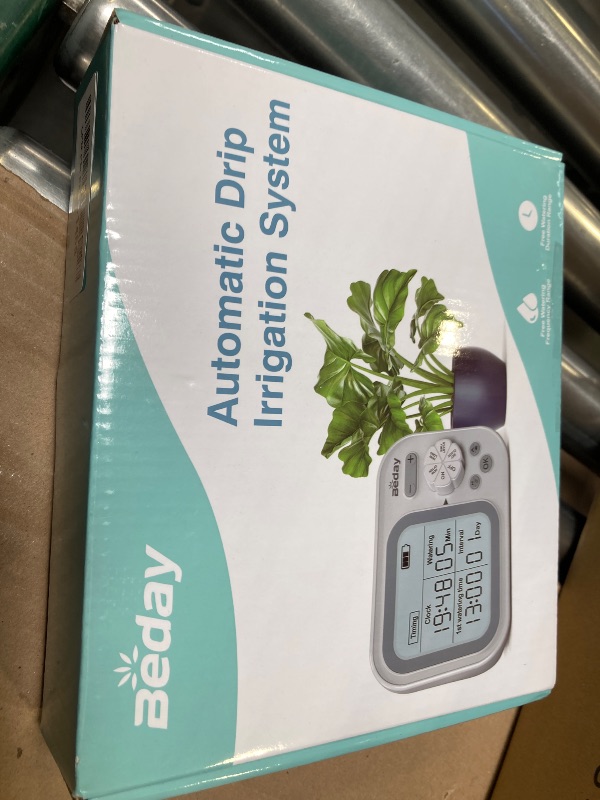 Beday
Automatic Drip
Irrigation System
Free Watering
Frequency Range
Free Watering
Duration Range
Beday
+
-
OK
Timing
Clock
19:48
Watering
05 Min
1st watering time
13:00
Interval
01 Day